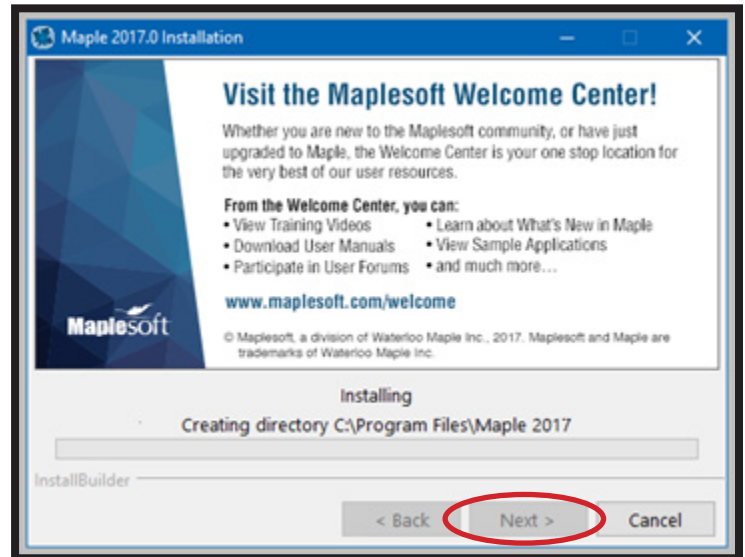 Maple 2017.0 Installation
Visit the Maplesoft Welcome Center!
Whether you are new to the Maplesoft community, or have just
upgraded to Maple, the Welcome Center is your one stop location for
the very best of our user resources.
From the Welcome Center, you can:
• View Training Videos
• Download User Manuals
• Participate in User Forums
• Learn about What's New in Maple
• View Sample Applications
• and much more…
www.maplesoft.com/welcome
Maplesoft
© Maplesoft, a division of Waterloo Maple Inc., 2017. Maplesoft and Maple are
trademarks of Waterloo Maple Inc.
Installing
Creating directory C:\Program Files\Maple 2017
InstallBuilder
< Back
Next >
Cancel